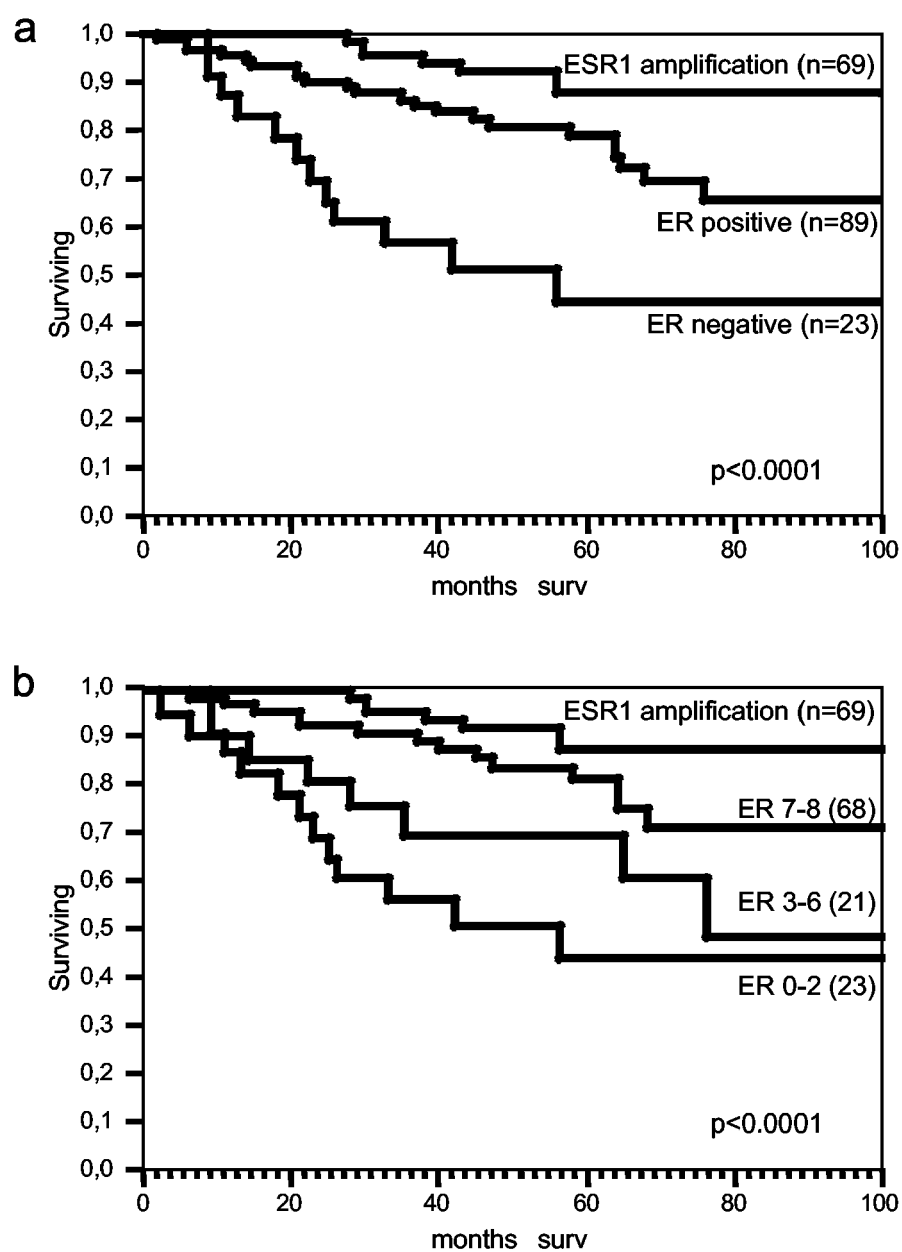 a
1,0
0,9
0,8
0,7
0,6
0,5
0,4
0,3
0,2
0,1
0,0
Surviving
ESR1 amplification (n=69)
ER positive (n=89)
ER negative (n=23)
p<0.0001
0 20 40 60 80 100
months surv
b
1,0
0,9
0,8
0,7
0,6
0,5
0,4
0,3
0,2
0,1
0,0
Surviving
ESR1 amplification (n=69)
ER 7-8 (68)
ER 3-6 (21)
ER 0-2 (23)
p<0.0001
0 20 40 60 80 100
months surv